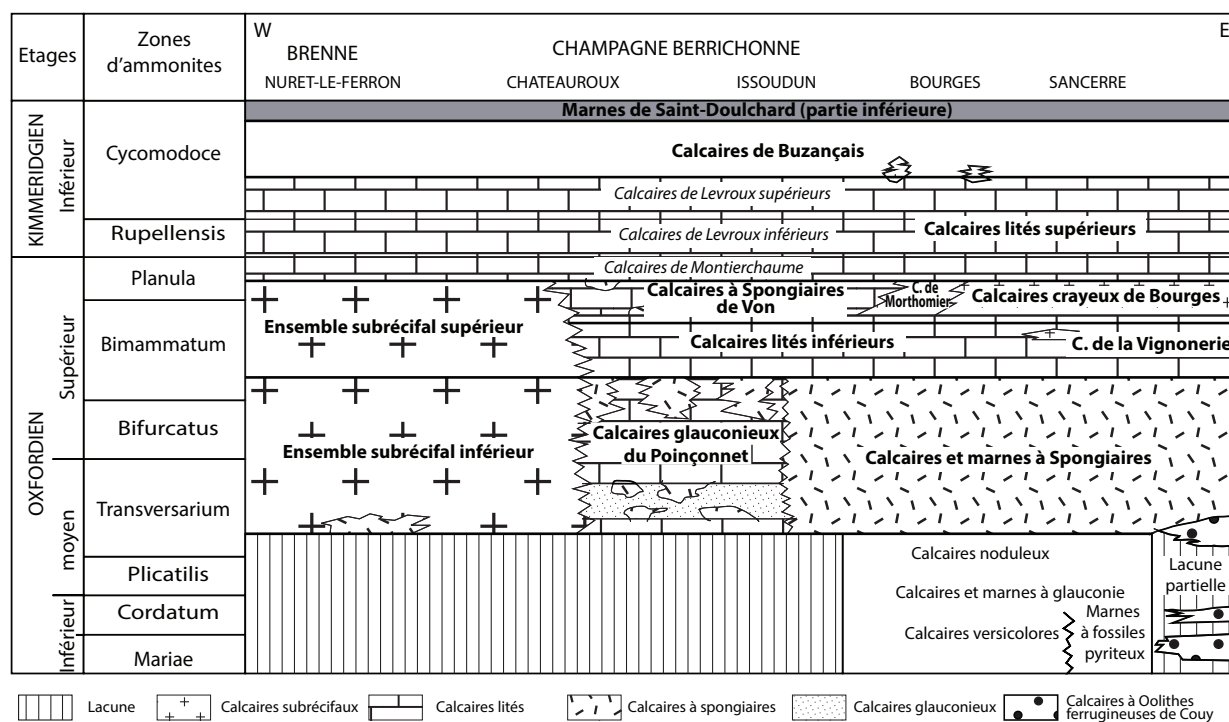 W
E
Etages
Zones
d'ammonites
BRENNE
CHAMPAGNE BERRICHONNE
NURET-LE-FERRON
CHATEAUROUX
ISSOUDUN
BOURGES
SANCERRE
KIMMERIDGIEN
Inférieur
Marnes de Saint-Doulchard (partie inférieure)
Cycomodoce
Calcaires de Buzançais
Calcaires de Levroux supérieurs
Rupellensis
Calcaires de Levroux inférieurs
Calcaires lités supérieurs
OXFORDIEN
Supérieur
Planula
Calcaires de Montierchaume
Calcaires à Spongiaires
de Von
C. de
Morthomier
Calcaires crayeux de Bourges
Ensemble subrécifal supérieur
Bimammatum
Calcaires lités inférieurs
C. de la Vignonerie
Bifurcatus
Calcaires glauconieux
du Poinçonnet
Ensemble subrécifal inférieur
Calcaires et marnes à Spongiaires
moyen
Transversarium
Calcaires noduleux
Plicatilis
Lacune
partielle
Calcaires et marnes à glauconie
Inférieur
Cordatum
Calcaires versicolores
Marnes
à fossiles
pyriteux
Mariae
Lacune
Calcaires subrécifaux
Calcaires lités
Calcaires à spongiaires
Calcaires glauconieux
Calcaires à Oolithes
ferrugineuses de Couy